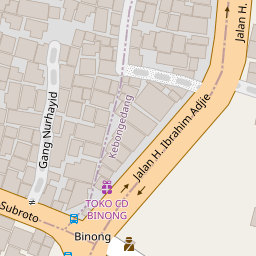 Jalan H.
Kebongedang
Gang Nurhayid
Jalan H. Ibrahim Adjie
TOKO CD
BINONG
Subroto
Binong